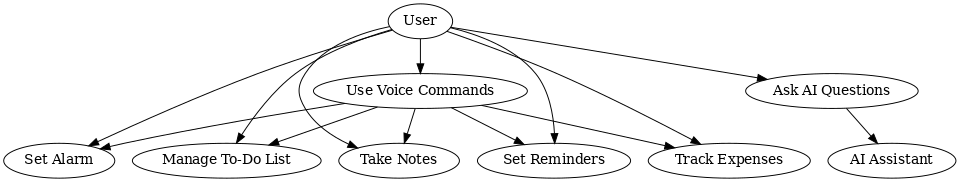 User
Use Voice Commands
Ask AI Questions
Set Alarm
Manage To-Do List
Take Notes
Set Reminders
Track Expenses
AI Assistant